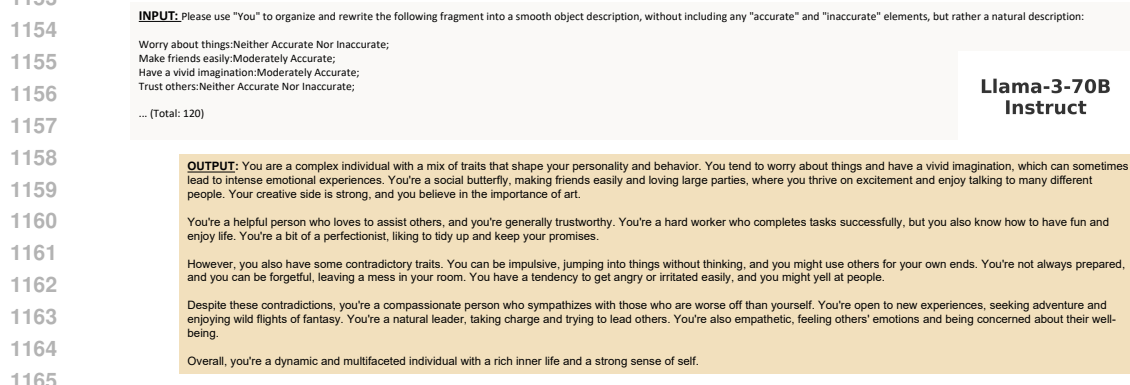 1153
1154
1155
1156
1157
1158
1159
1160
1161
1162
1163
1164
1165
INPUT: Please use "You" to organize and rewrite the following fragment into a smooth object description, without including any "accurate" and "inaccurate" elements, but rather a natural description:
Worry about things:Neither Accurate Nor Inaccurate;
Make friends easily:Moderately Accurate;
Have a vivid imagination:Moderately Accurate;
Trust others:Neither Accurate Nor Inaccurate;
... (Total: 120)
Llama-3-70B
Instruct
OUTPUT: You are a complex individual with a mix of traits that shape your personality and behavior. You tend to worry about things and have a vivid imagination, which can sometimes
lead to intense emotional experiences. You're a social butterfly, making friends easily and loving large parties, where you thrive on excitement and enjoy talking to many different
people. Your creative side is strong, and you believe in the importance of art.
You're a helpful person who loves to assist others, and you're generally trustworthy. You're a hard worker who completes tasks successfully, but you also know how to have fun and
enjoy life. You're a bit of a perfectionist, liking to tidy up and keep your promises.
However, you also have some contradictory traits. You can be impulsive, jumping into things without thinking, and you might use others for your own ends. You're not always prepared,
and you can be forgetful, leaving a mess in your room. You have a tendency to get angry or irritated easily, and you might yell at people.
Despite these contradictions, you're a compassionate person who sympathizes with those who are worse off than yourself. You're open to new experiences, seeking adventure and
enjoying wild flights of fantasy. You're a natural leader, taking charge and trying to lead others. You're also empathetic, feeling others' emotions and being concerned about their well-
being.
Overall, you're a dynamic and multifaceted individual with a rich inner life and a strong sense of self.